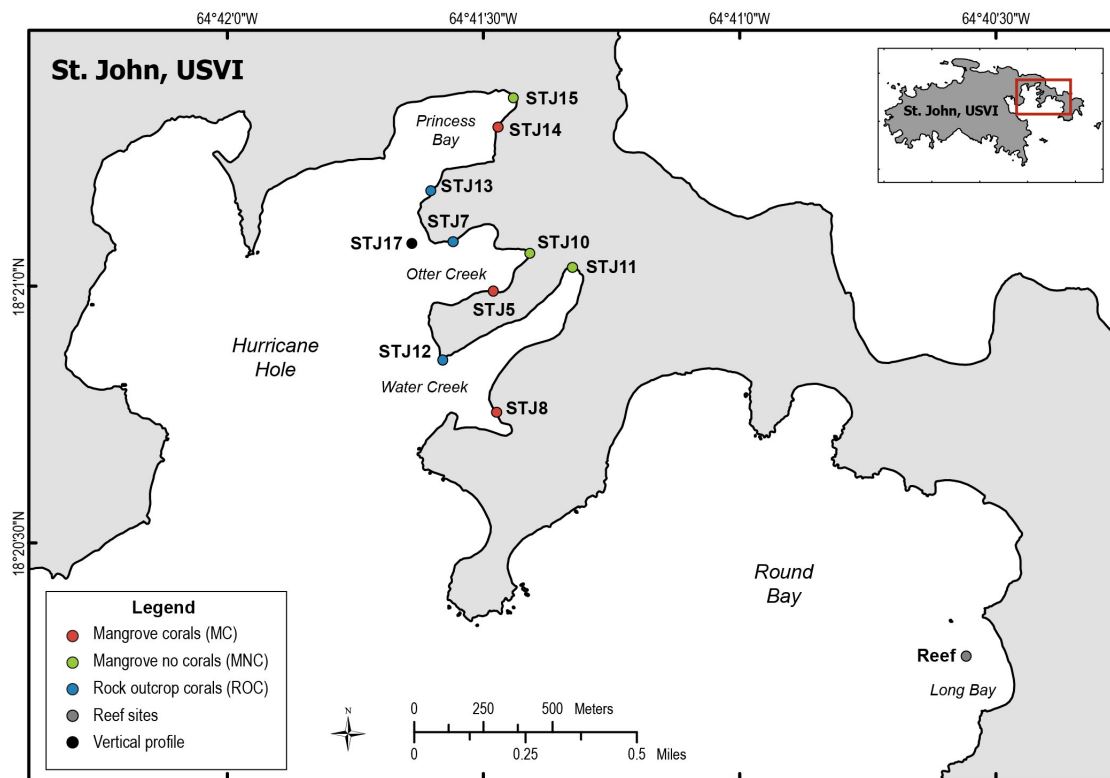 64°42'0"W
64°41'30"W
64°41'0"W
64°40'30"W
St. John, USVI
St. John, USVI
STJ15
Princess
Bay
STJ14
STJ13
STJ7
STJ17
STJ10
STJ11
Otter Creek
18°21'0"N
STJ5
Hurricane
Hole
STJ12
Water Creek
STJ8
18°20'30"N
Round
Bay
Reef
Long Bay
Legend
Mangrove corals (MC)
Mangrove no corals (MNC)
Rock outcrop corals (ROC)
Reef sites
Vertical profile
N
0 250 500 Meters
0 0.25 0.5 Miles